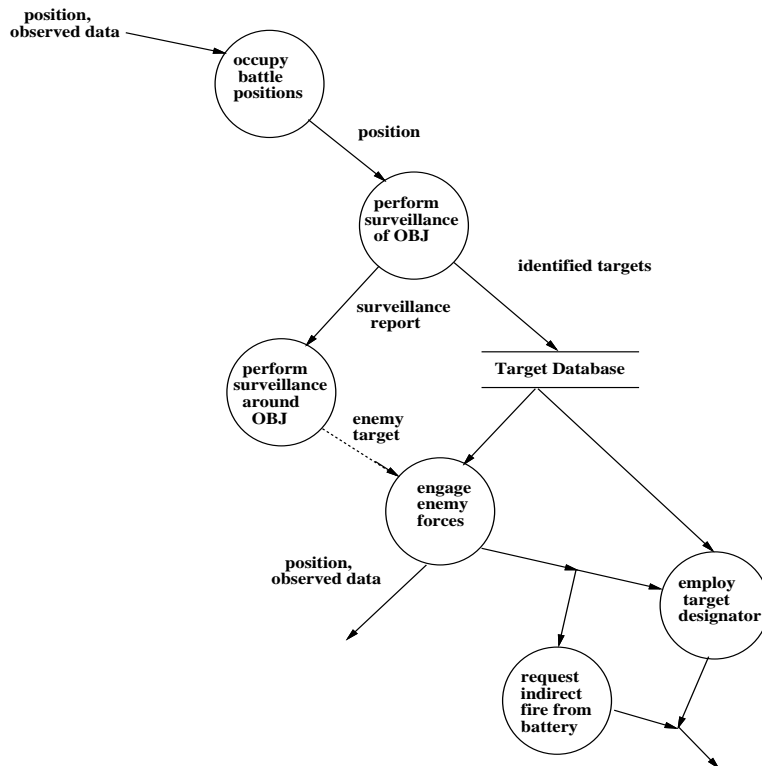 position,
observed data
occupy
battle
positions
position
perform
surveillance
of OBJ
identified targets
surveillance
report
perform
surveillance
around
OBJ
Target Database
enemy
target
engage
enemy
forces
position,
observed data
employ
target
designator
request
indirect
fire from
battery